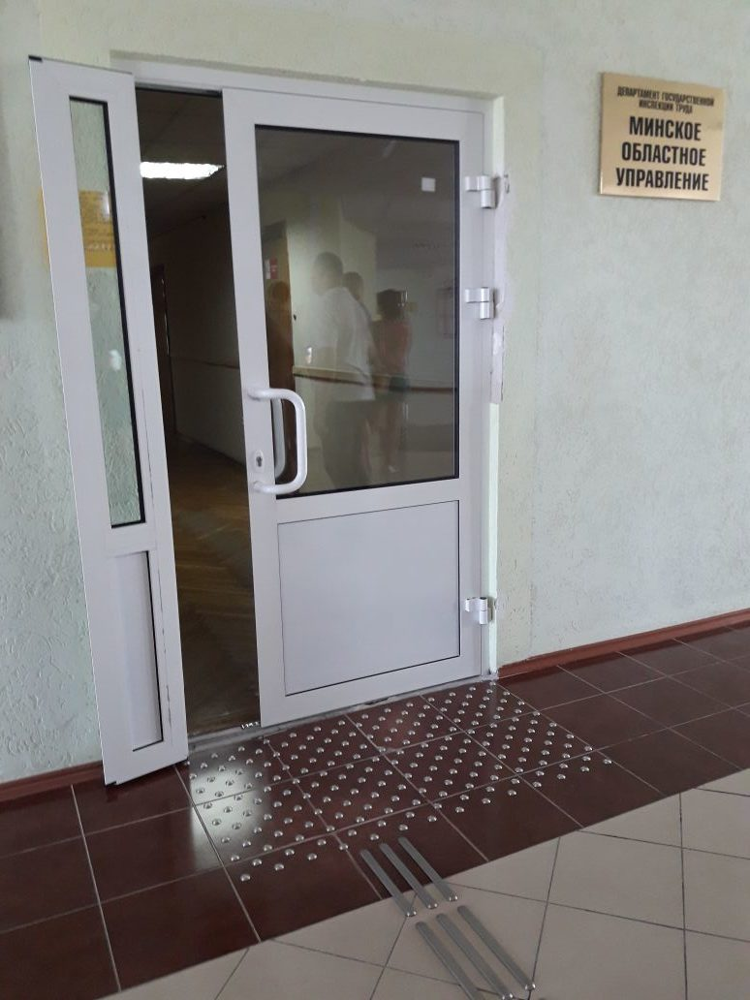 ДЕПАРТАМЕНТ ГОСУДАРСТВЕННОЙ
ИНСПЕКЦИИ ТРУДА
МИНСКОЕ
ОБЛАСТНОЕ
УПРАВЛЕНИЕ